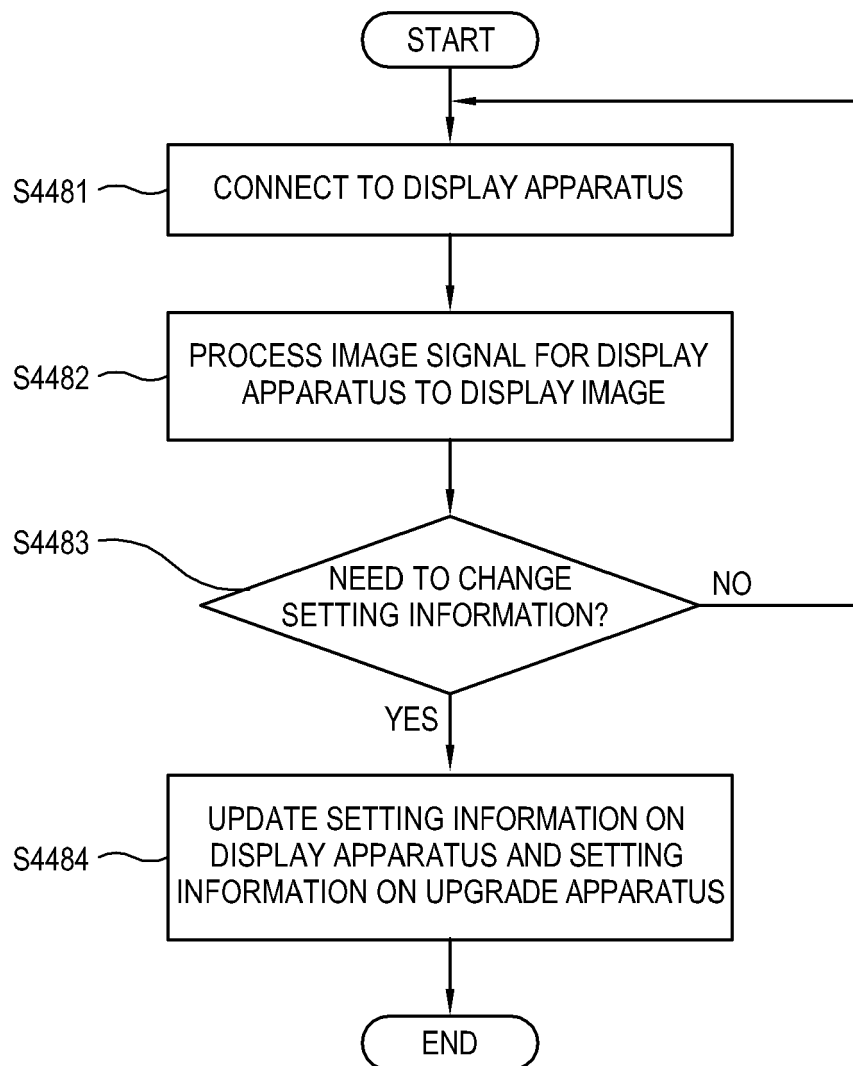 START
S4481
CONNECT TO DISPLAY APPARATUS
S4482
PROCESS IMAGE SIGNAL FOR DISPLAY
APPARATUS TO DISPLAY IMAGE
S4483
NEED TO CHANGE
SETTING INFORMATION?
NO
YES
S4484
UPDATE SETTING INFORMATION ON
DISPLAY APPARATUS AND SETTING
INFORMATION ON UPGRADE APPARATUS
END